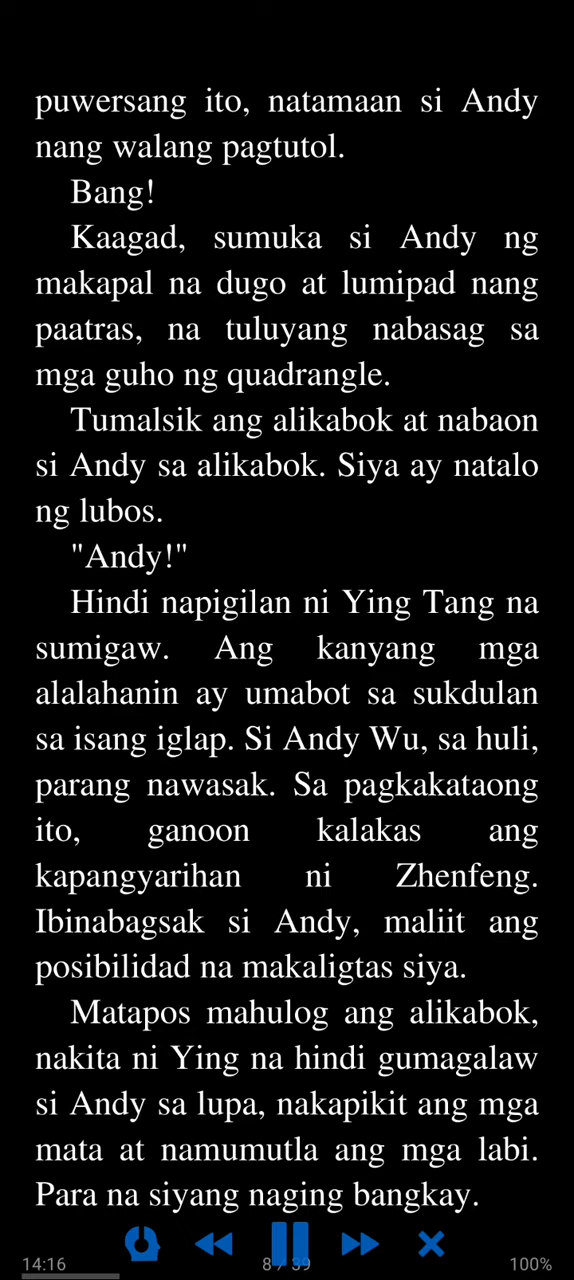 puwersang ito, natamaan si Andy
nang walang pagtutol.
Bang!
Kaagad, sumuka si Andy ng
makapal na dugo at lumipad nang
paatras, na tuluyang nabasag sa
mga guho ng quadrangle.
Tumalsik ang alikabok at nabaon
si Andy sa alikabok. Siya ay natalo
ng lubos.
"Andy!"
Hindi napigilan ni Ying Tang na
sumigaw. Ang kanyang mga
alalahanin ay umabot sa sukdulan
sa isang iglap. Si Andy Wu, sa huli,
parang nawasak. Sa pagkakataong
ito, ganoon kalakas ang
kapangyarihan ni Zhenfeng.
Ibinabagsak si Andy, maliit ang
posibilidad na makaligtas siya.
Matapos mahulog ang alikabok,
nakita ni Ying na hindi gumagalaw
si Andy sa lupa, nakapikit ang mga
mata at namumutla ang mga labi.
Para na siyang naging bangkay.
14:16 8 / 39 100%